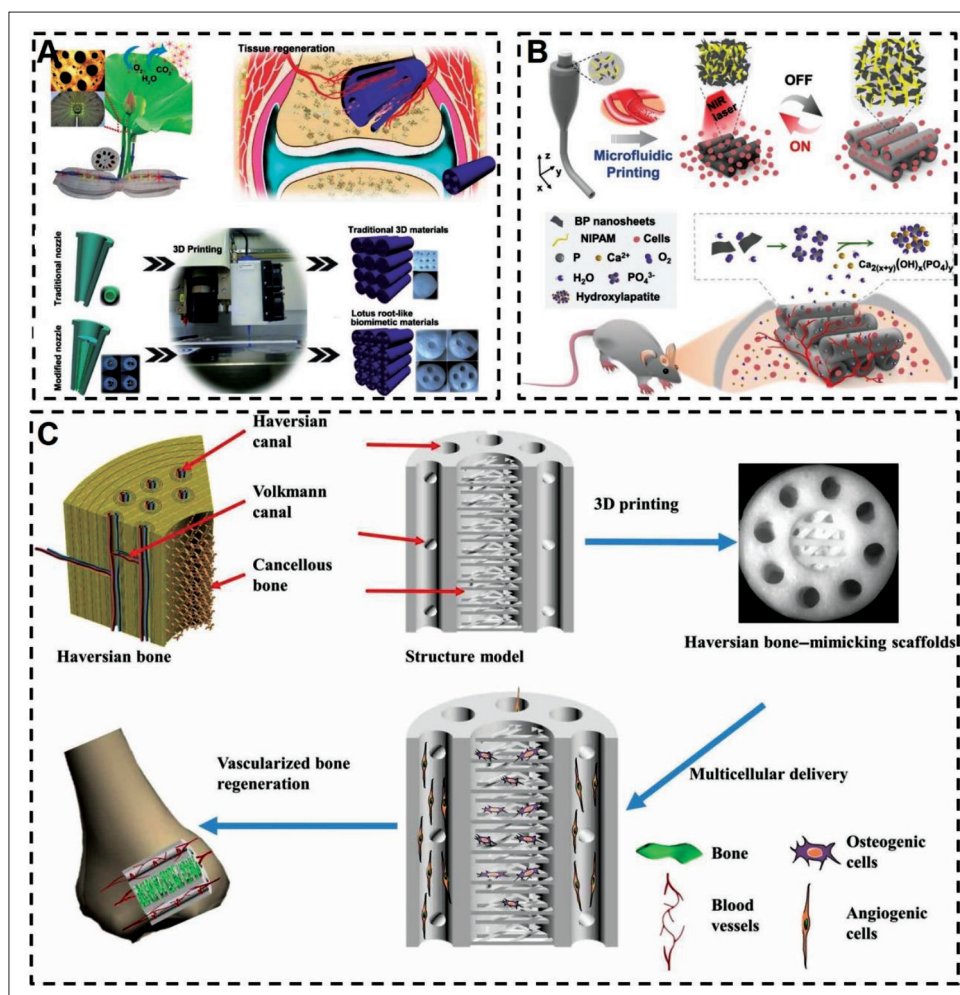 A
O₂
CO₂
H₂O
Tissue regeneration
Traditional nozzle
Modified nozzle
3D Printing
Traditional 3D materials
Lotus root-like
biomimetic materials
B
z
y
x
Microfluidic
Printing
NIR
laser
OFF
ON
BP nanosheets
NIPAM
Cells
P
Ca²⁺
O₂
H₂O
PO₄³⁻
Hydroxylapatite
Ca₂₍ₓ₊ᵧ₎(OH)ₓ(PO₄)ᵧ
C
Haversian
canal
Volkmann
canal
Cancellous
bone
Haversian bone
Structure model
3D printing
Haversian bone–mimicking scaffolds
Multicellular delivery
Vascularized bone
regeneration
Bone
Osteogenic
cells
Blood
vessels
Angiogenic
cells